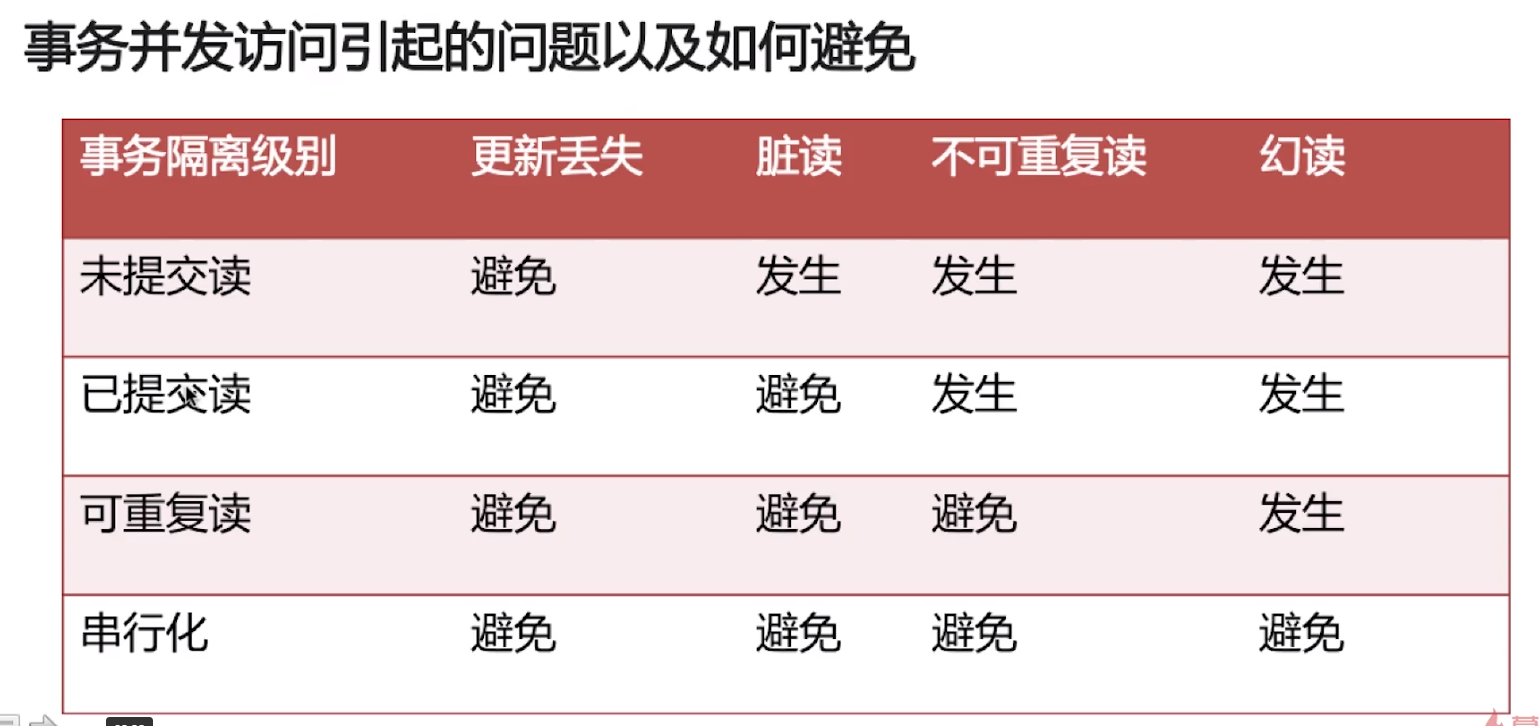 事务并发访问引起的问题以及如何避免
事务隔离级别 更新丢失 脏读 不可重复读 幻读
未提交读 避免 发生 发生 发生
已提交读 避免 避免 发生 发生
可重复读 避免 避免 避免 发生
串行化 避免 避免 避免 避免